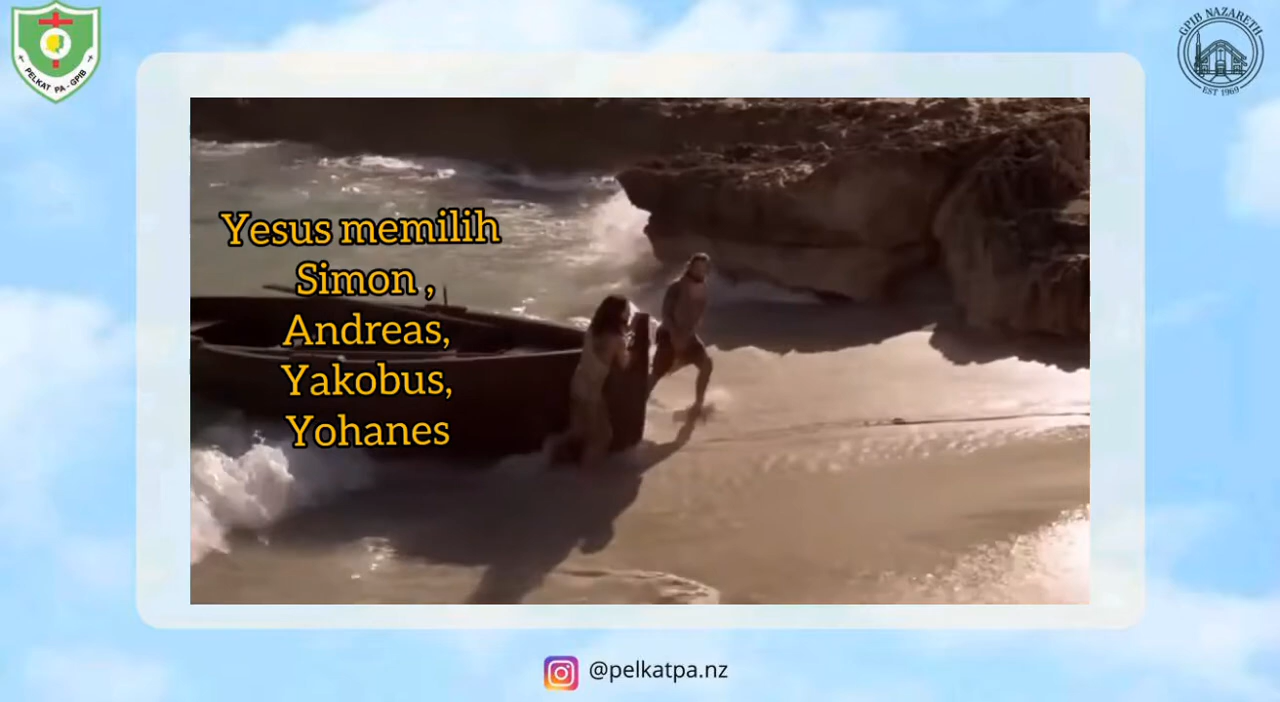 PELKAT PA - GPIB
GPIB NAZARETH
EST 1969
Yesus memilih
Simon ,
Andreas,
Yakobus,
Yohanes
@pelkatpa.nz